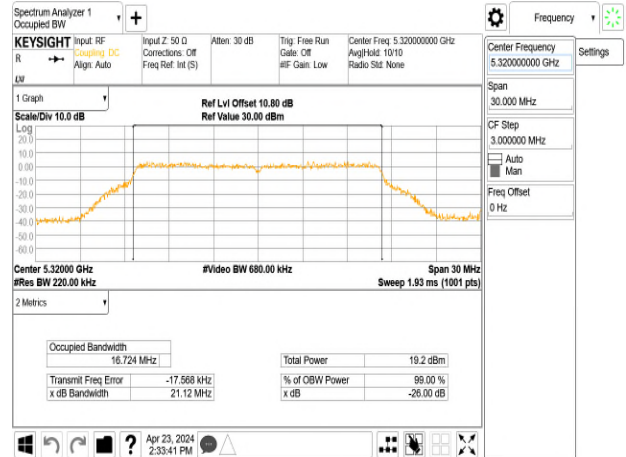 Spectrum Analyzer 1
Occupied BW
Frequency
KEYSIGHT
R
Input: RF
Coupling: DC
Align: Auto
Input Z: 50 Ω
Corrections: Off
Freq Ref: Int (S)
Atten: 30 dB
Trig: Free Run
Gate: Off
#IF Gain: Low
Center Freq: 5.320000000 GHz
Avg|Hold: 10/10
Radio Std: None
Center Frequency
5.320000000 GHz
Settings
Span
30.000 MHz
CF Step
3.000000 MHz
Auto
Man
Freq Offset
0 Hz
1 Graph
Scale/Div 10.0 dB
Ref Lvl Offset 10.80 dB
Ref Value 30.00 dBm
Log
20.0
10.0
0.00
-10.0
-20.0
-30.0
-40.0
-50.0
-60.0
Center 5.32000 GHz
#Res BW 220.00 kHz
#Video BW 680.00 kHz
Span 30 MHz
Sweep 1.93 ms (1001 pts)
2 Metrics
Occupied Bandwidth
16.724 MHz
Total Power 19.2 dBm
Transmit Freq Error -17.568 kHz
% of OBW Power 99.00 %
x dB Bandwidth 21.12 MHz
x dB -26.00 dB
?
Apr 23, 2024
2:33:41 PM